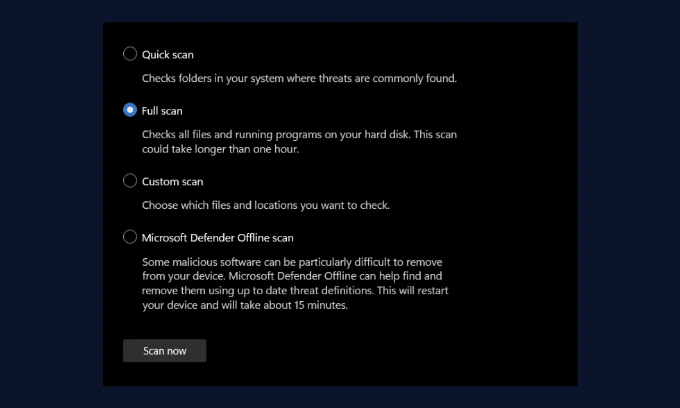 Quick scan
Checks folders in your system where threats are commonly found.
Full scan
Checks all files and running programs on your hard disk. This scan
could take longer than one hour.
Custom scan
Choose which files and locations you want to check.
Microsoft Defender Offline scan
Some malicious software can be particularly difficult to remove
from your device. Microsoft Defender Offline can help find and
remove them using up to date threat definitions. This will restart
your device and will take about 15 minutes.
Scan now